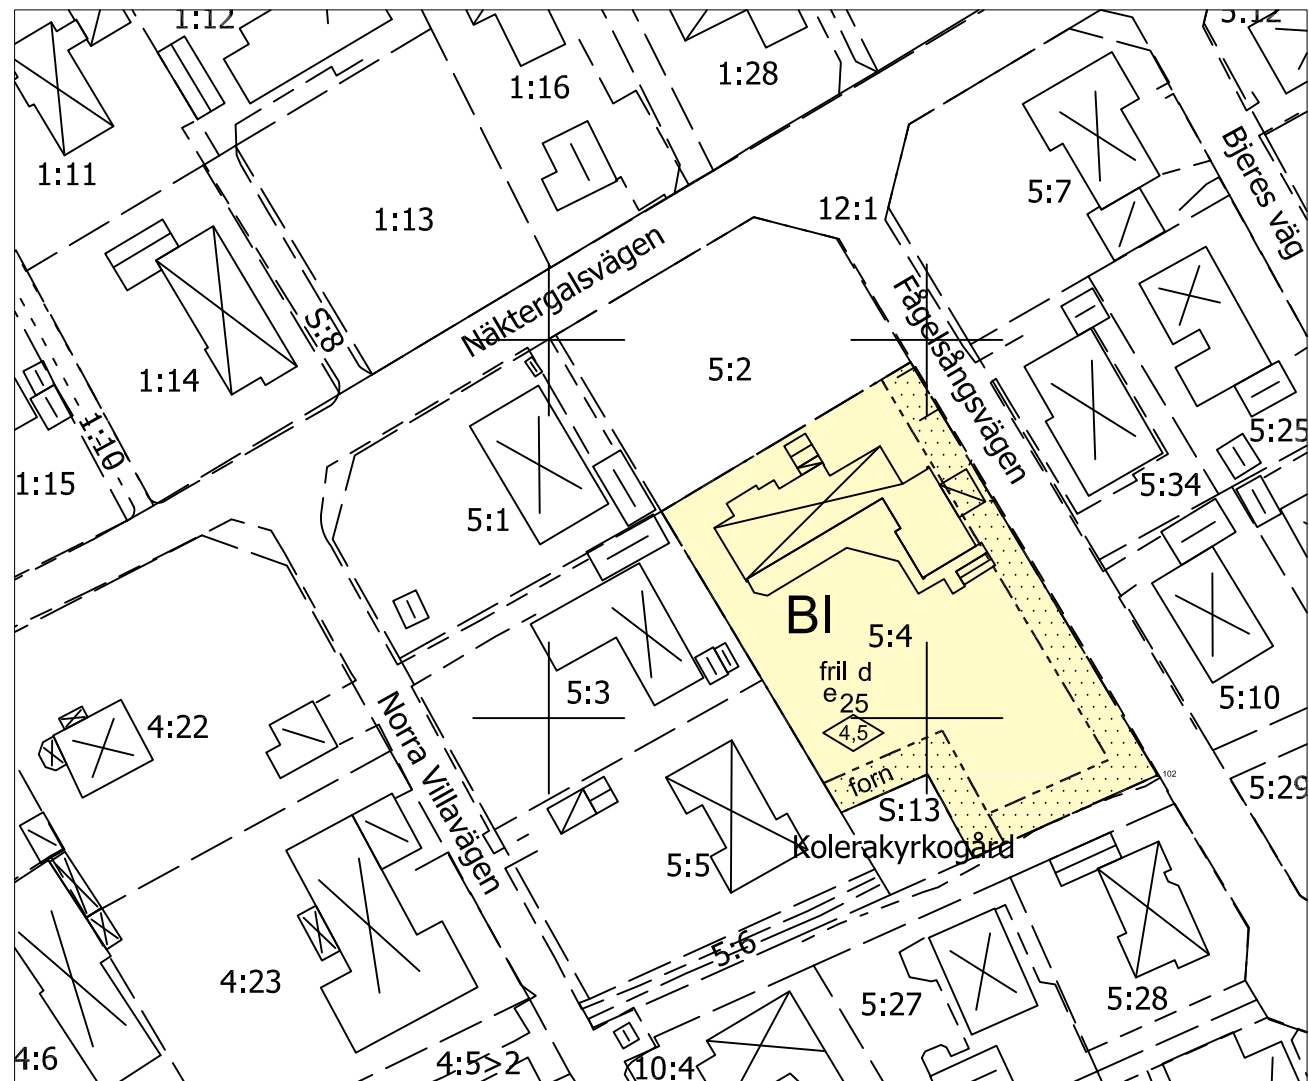 1:12
5:12
1:28
1:16
1:11
Bjeres väg
5:7
12:1
1:13
Näktergalsvägen
Fågelsångsvägen
S:8
5:2
1:14
1:10
5:25
1:15
5:34
5:1
BI
5:4
fril d
5:3
e25
5:10
4:22
4,5
Norra Villavägen
forn
102
5:29
S:13
Kolerakyrkogård
5:5
5:6
4:23
5:27
5:28
4:6
4:5>2
10:4